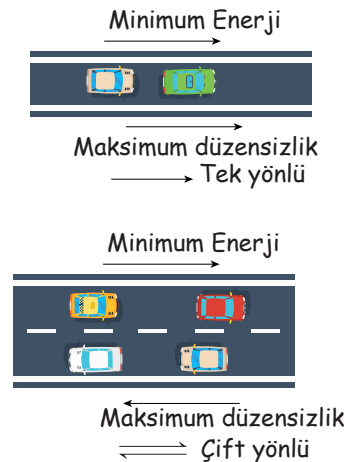 Minimum Enerji
Maksimum düzensizlik
Tek yönlü
Minimum Enerji
Maksimum düzensizlik
Çift yönlü